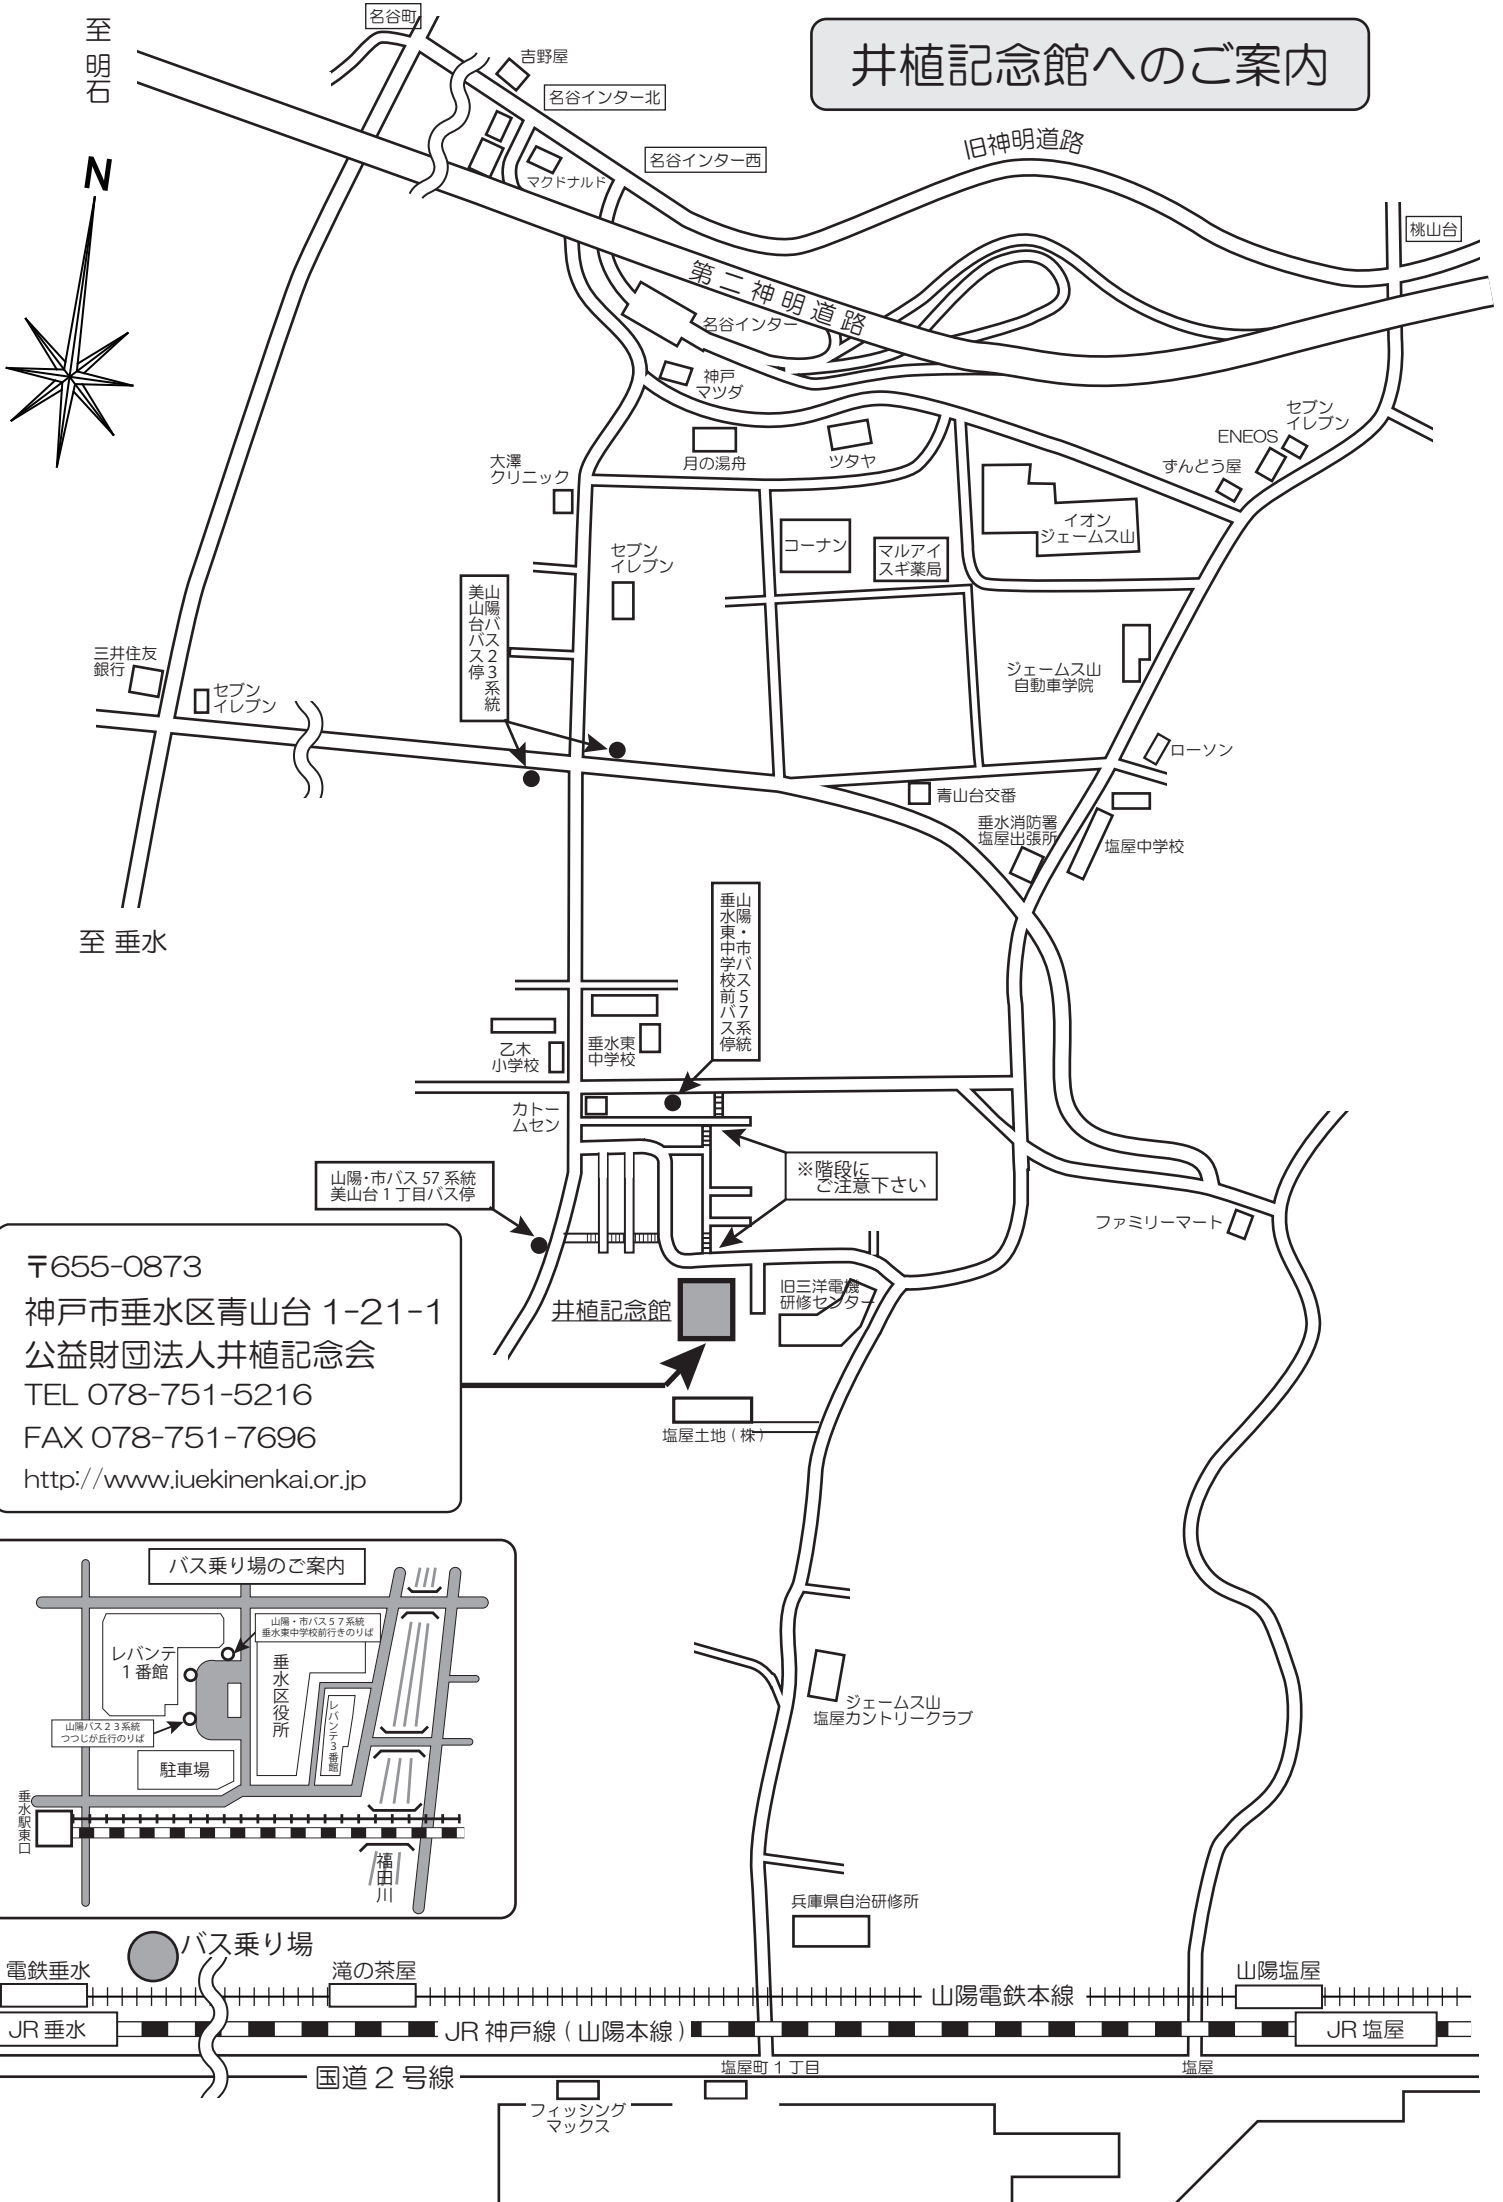 井植記念館へのご案内
至 明石
N
名谷町
吉野屋
名谷インター北
名谷インター西
マクドナルド
旧神明道路
桃山台
第二神明道路
名谷インター
神戸
マツダ
月の湯舟
ツタヤ
セブン
イレブン
ENEOS
ずんどう屋
大澤
クリニック
イオン
ジェームス山
コーナン
マルアイ
スギ薬局
セブン
イレブン
山陽バス23系統
美山台バス停
三井住友
銀行
セブン
イレブン
ジェームス山
自動車学院
ローソン
青山台交番
垂水消防署
塩屋出張所
塩屋中学校
至 垂水
山陽・市バス57系統
垂水東中学校前バス停
乙木
小学校
垂水東
中学校
カトー
ムセン
※階段に
ご注意下さい
山陽・市バス 57 系統
美山台 1 丁目バス停
ファミリーマート
旧三洋電機
研修センター
井植記念館
〒655-0873
神戸市垂水区青山台 1-21-1
公益財団法人井植記念会
TEL 078-751-5216
FAX 078-751-7696
http://www.iuekinenkai.or.jp
塩屋土地(株)
バス乗り場のご案内
山陽・市バス57系統
垂水東中学校前行きのりば
レバンテ
1 番館
垂水区役所
レバンテ3番館
山陽バス23系統
つつじが丘行のりば
駐車場
垂水駅東口
福田川
ジェームス山
塩屋カントリークラブ
兵庫県自治研修所
バス乗り場
電鉄垂水
滝の茶屋
山陽電鉄本線
山陽塩屋
JR 垂水
JR 神戸線(山陽本線)
JR 塩屋
国道 2 号線
塩屋町 1 丁目
塩屋
フィッシング
マックス